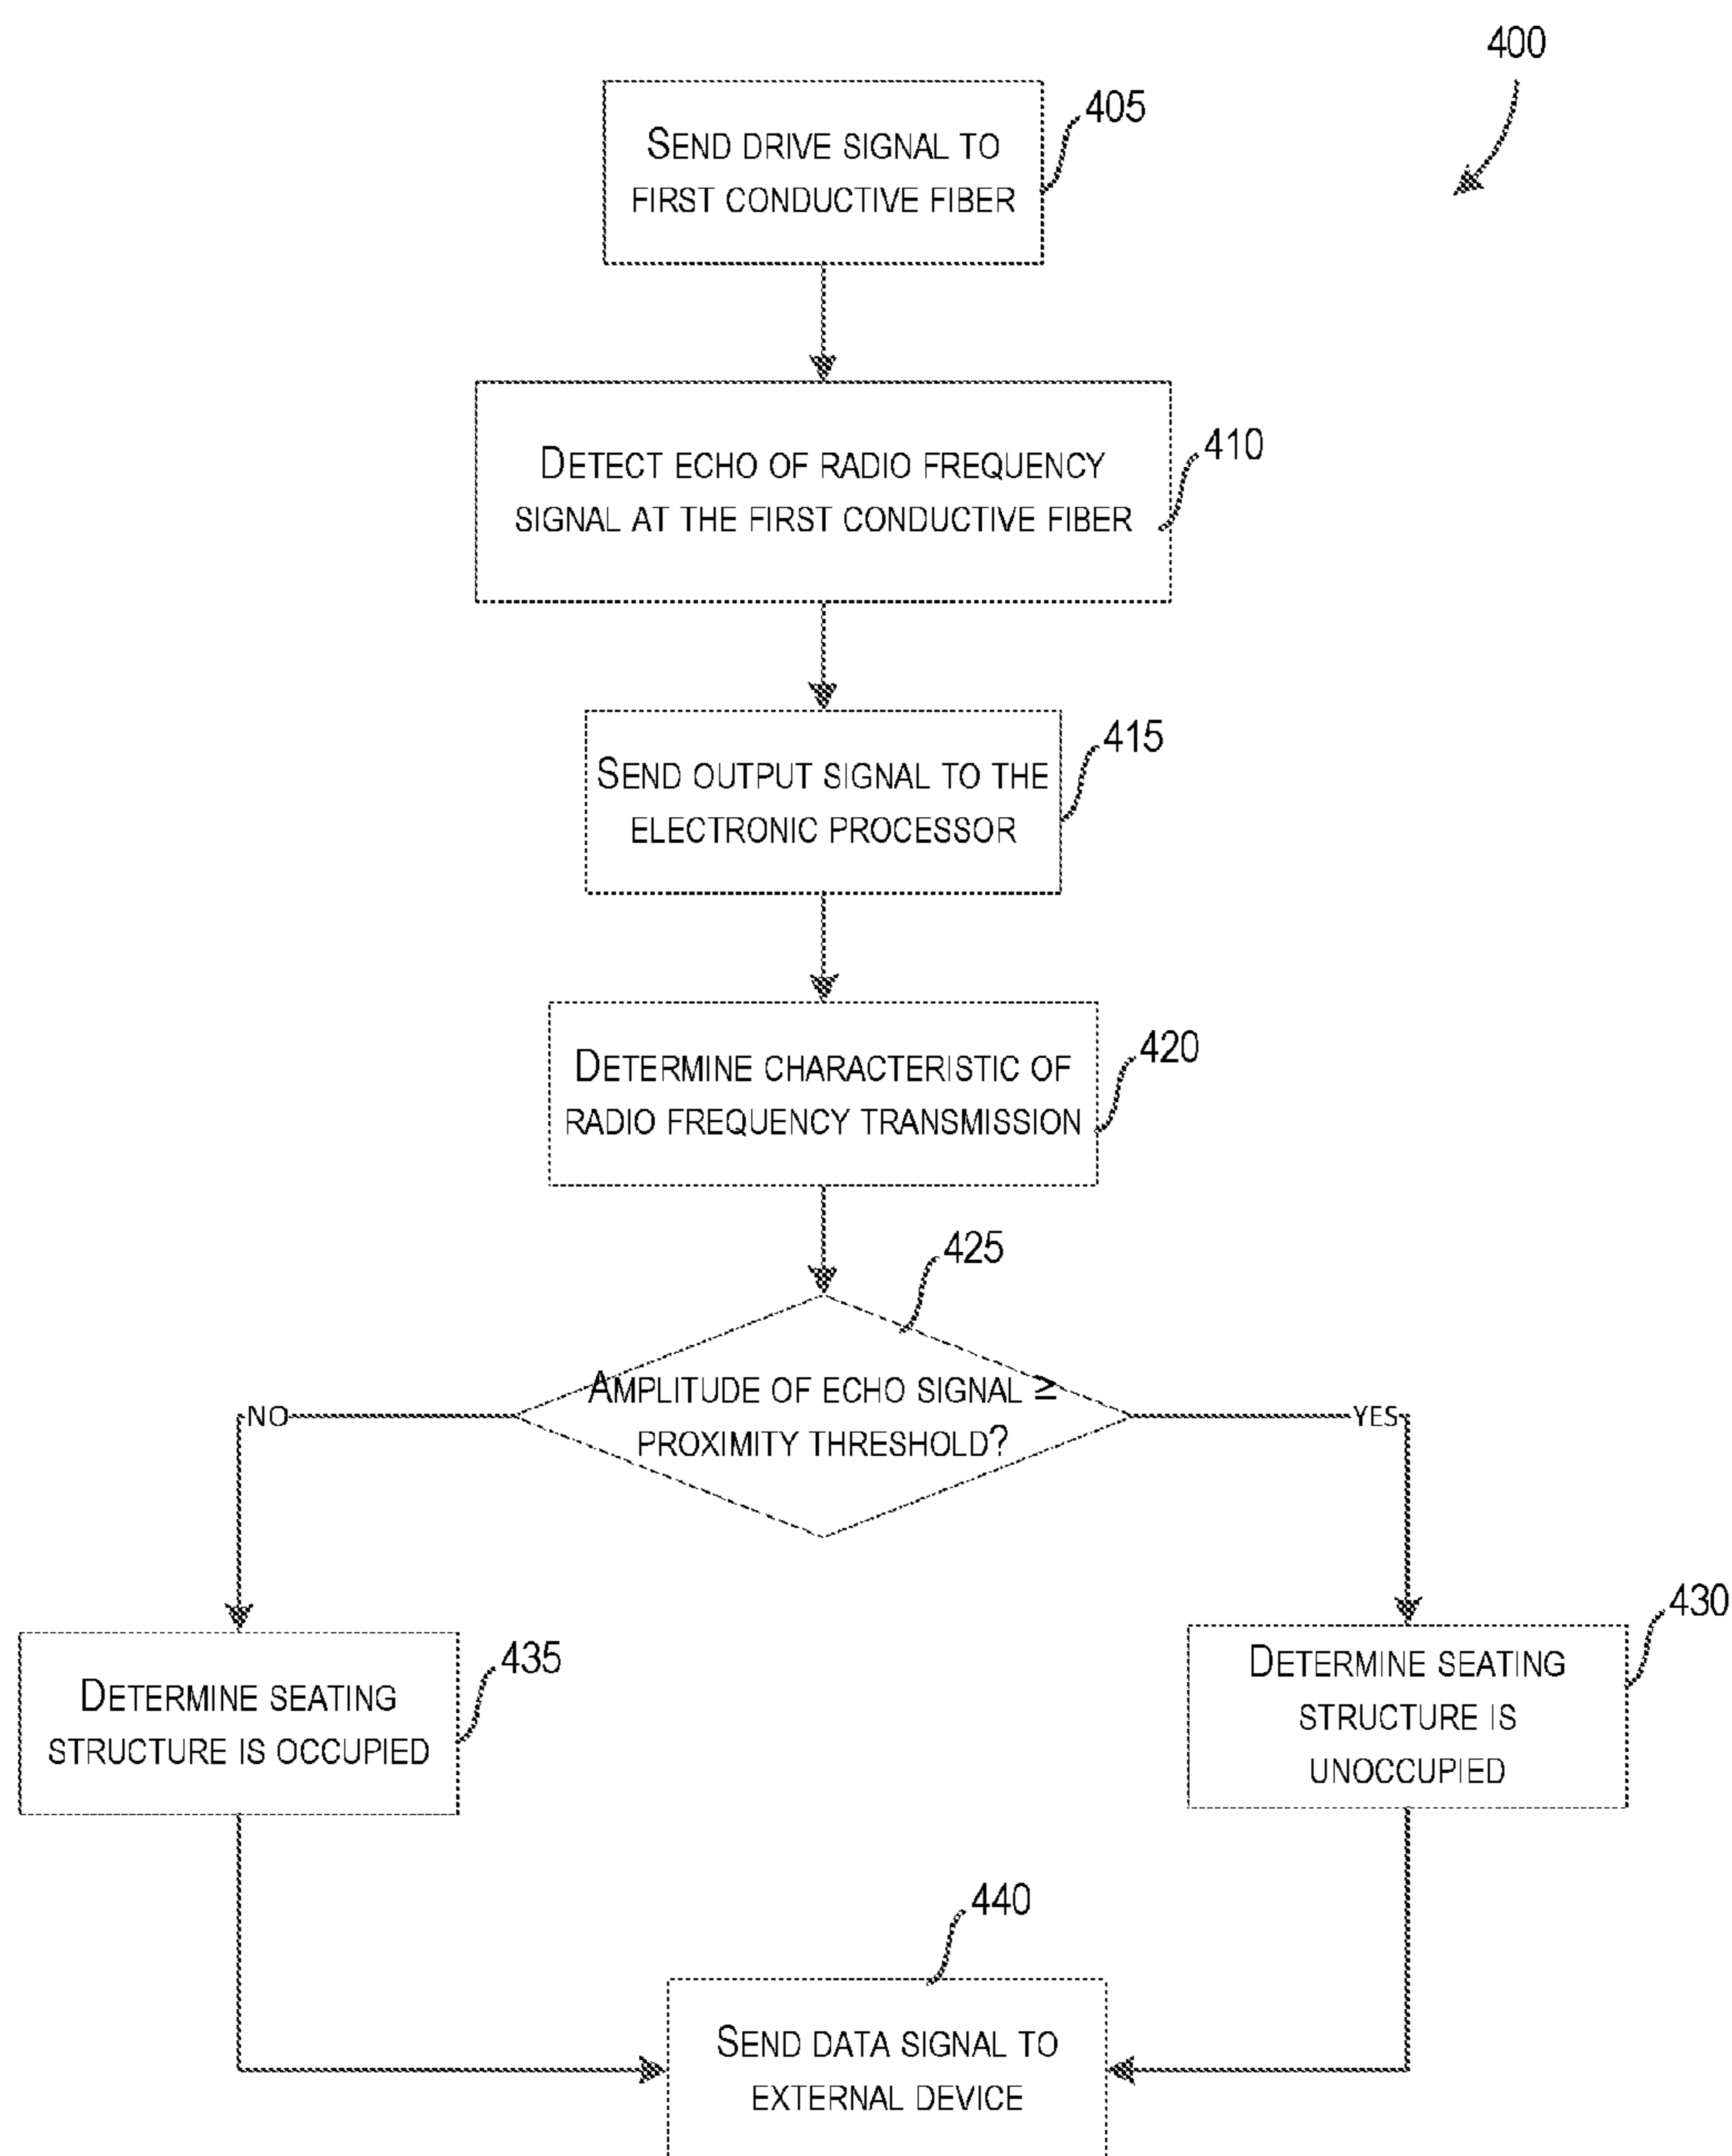 400
405
SEND DRIVE SIGNAL TO
FIRST CONDUCTIVE FIBER
410
DETECT ECHO OF RADIO FREQUENCY
SIGNAL AT THE FIRST CONDUCTIVE FIBER
415
SEND OUTPUT SIGNAL TO THE
ELECTRONIC PROCESSOR
420
DETERMINE CHARACTERISTIC OF
RADIO FREQUENCY TRANSMISSION
425
AMPLITUDE OF ECHO SIGNAL ≥
PROXIMITY THRESHOLD?
NO
YES
435
DETERMINE SEATING
STRUCTURE IS OCCUPIED
430
DETERMINE SEATING
STRUCTURE IS
UNOCCUPIED
440
SEND DATA SIGNAL TO
EXTERNAL DEVICE